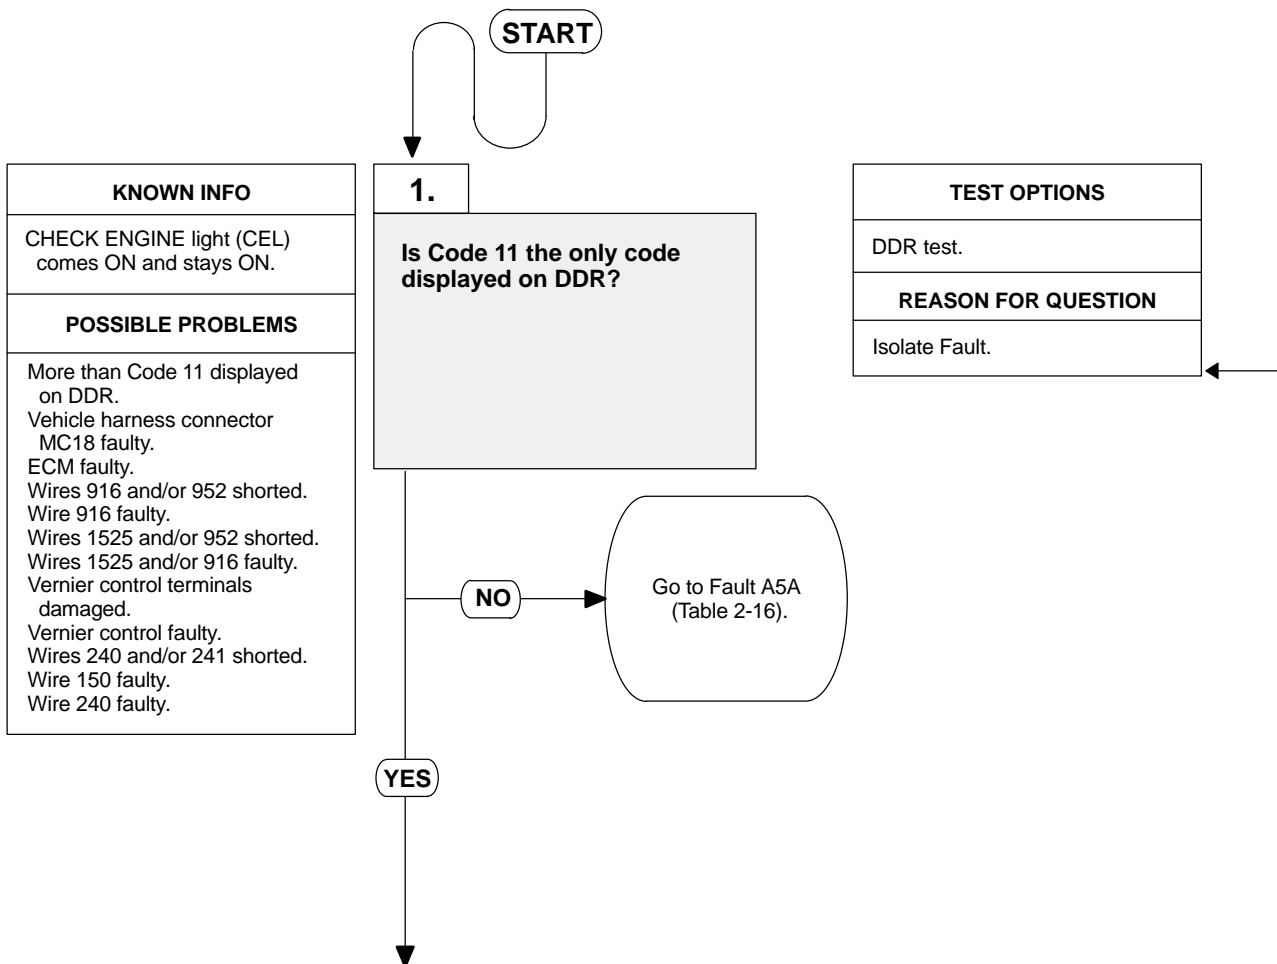 START
KNOWN INFO
CHECK ENGINE light (CEL)
comes ON and stays ON.
POSSIBLE PROBLEMS
More than Code 11 displayed
on DDR.
Vehicle harness connector
MC18 faulty.
ECM faulty.
Wires 916 and/or 952 shorted.
Wire 916 faulty.
Wires 1525 and/or 952 shorted.
Wires 1525 and/or 916 faulty.
Vernier control terminals
damaged.
Vernier control faulty.
Wires 240 and/or 241 shorted.
Wire 150 faulty.
Wire 240 faulty.
1.
Is Code 11 the only code
displayed on DDR?
TEST OPTIONS
DDR test.
REASON FOR QUESTION
Isolate Fault.
NO
Go to Fault A5A
(Table 2-16).
YES